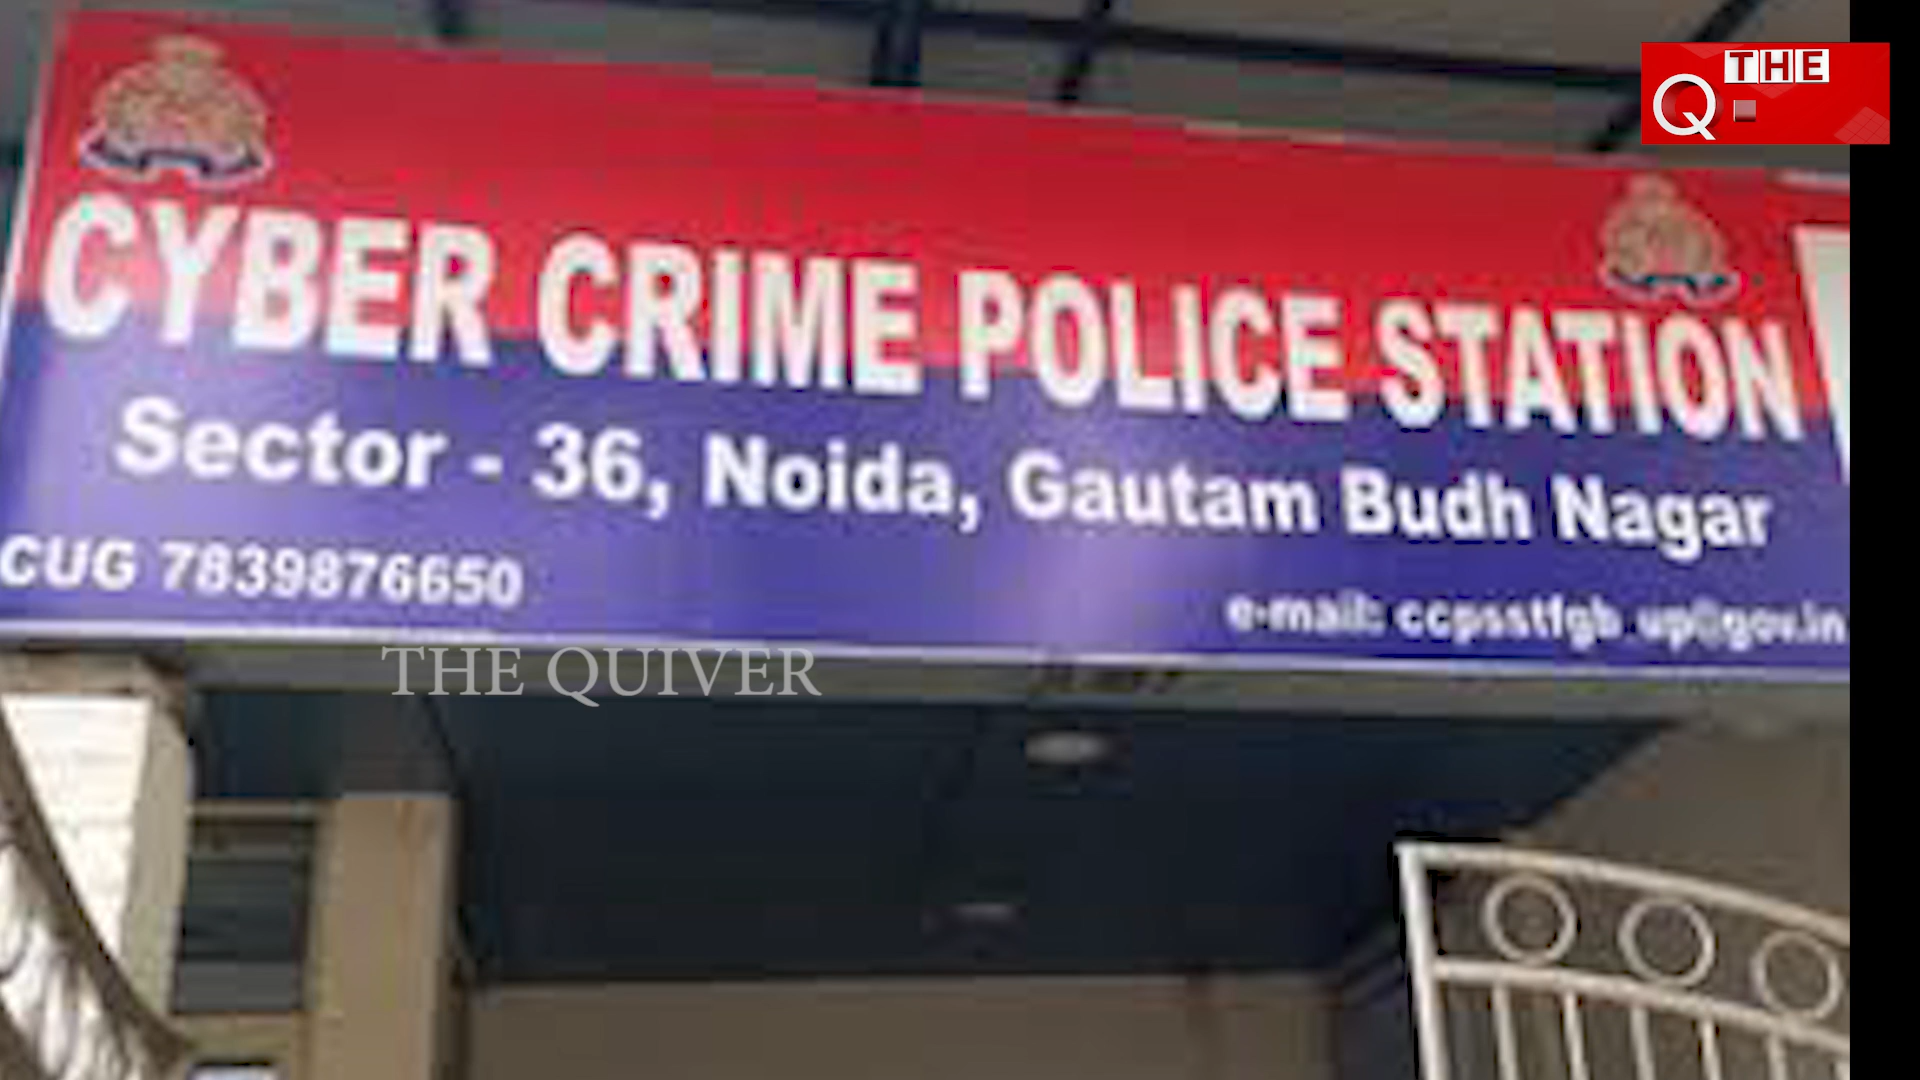 THE
Q
CYBER CRIME POLICE STATION
Sector - 36, Noida, Gautam Budh Nagar
CUG 7839876650
e-mail: ccpsstfgb.up@gov.in
THE QUIVER